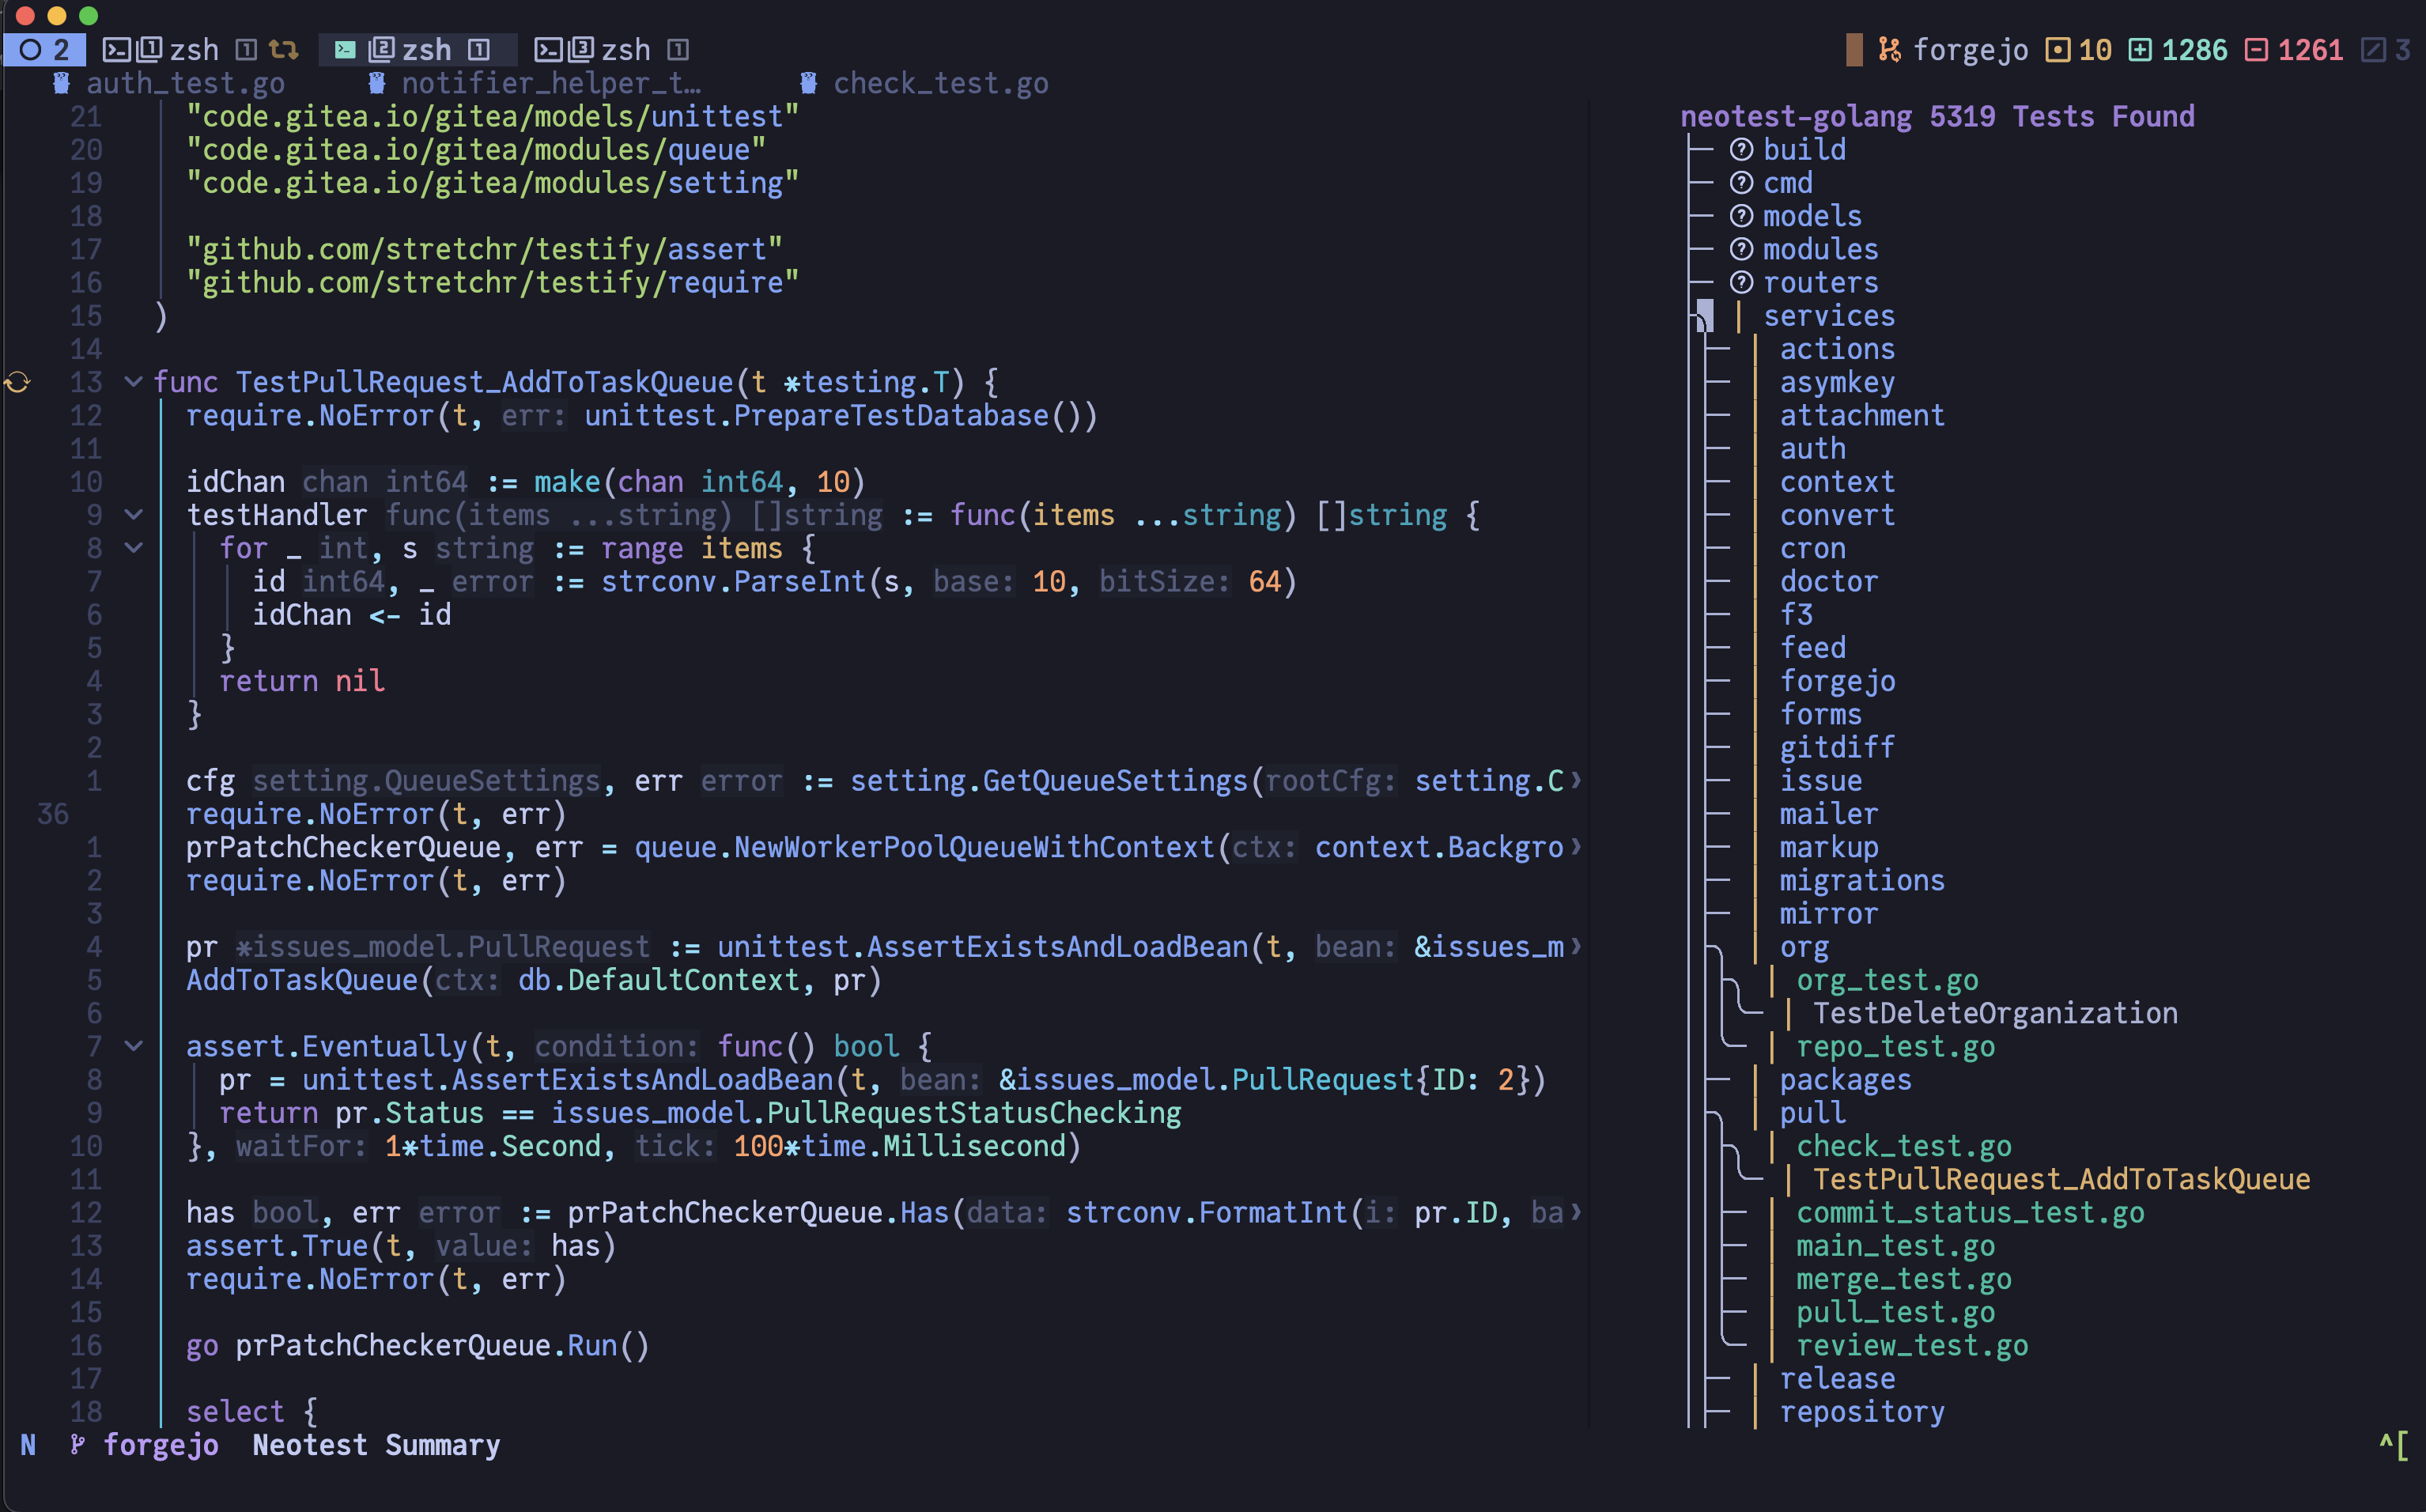 2 1 zsh 1 2 zsh 1 3 zsh 1 forgejo 10 1286 1261 3
auth_test.go notifier_helper_t… check_test.go
21 "code.gitea.io/gitea/models/unittest"
20 "code.gitea.io/gitea/modules/queue"
19 "code.gitea.io/gitea/modules/setting"
18
17 "github.com/stretchr/testify/assert"
16 "github.com/stretchr/testify/require"
15 )
14
13 func TestPullRequest_AddToTaskQueue(t *testing.T) {
12 require.NoError(t, err: unittest.PrepareTestDatabase())
11
10 idChan chan int64 := make(chan int64, 10)
9 testHandler func(items ...string) []string := func(items ...string) []string {
8 for _ int, s string := range items {
7 id int64, _ error := strconv.ParseInt(s, base: 10, bitSize: 64)
6 idChan <- id
5 }
4 return nil
3 }
2
1 cfg setting.QueueSettings, err error := setting.GetQueueSettings(rootCfg: setting.C›
36 require.NoError(t, err)
1 prPatchCheckerQueue, err = queue.NewWorkerPoolQueueWithContext(ctx: context.Backgro›
2 require.NoError(t, err)
3
4 pr *issues_model.PullRequest := unittest.AssertExistsAndLoadBean(t, bean: &issues_m›
5 AddToTaskQueue(ctx: db.DefaultContext, pr)
6
7 assert.Eventually(t, condition: func() bool {
8 pr = unittest.AssertExistsAndLoadBean(t, bean: &issues_model.PullRequest{ID: 2})
9 return pr.Status == issues_model.PullRequestStatusChecking
10 }, waitFor: 1*time.Second, tick: 100*time.Millisecond)
11
12 has bool, err error := prPatchCheckerQueue.Has(data: strconv.FormatInt(i: pr.ID, ba›
13 assert.True(t, value: has)
14 require.NoError(t, err)
15
16 go prPatchCheckerQueue.Run()
17
18 select {
neotest-golang 5319 Tests Found
build
cmd
models
modules
routers
services
actions
asymkey
attachment
auth
context
convert
cron
doctor
f3
feed
forgejo
forms
gitdiff
issue
mailer
markup
migrations
mirror
org
org_test.go
TestDeleteOrganization
repo_test.go
packages
pull
check_test.go
TestPullRequest_AddToTaskQueue
commit_status_test.go
main_test.go
merge_test.go
pull_test.go
review_test.go
release
repository
N forgejo Neotest Summary ^[